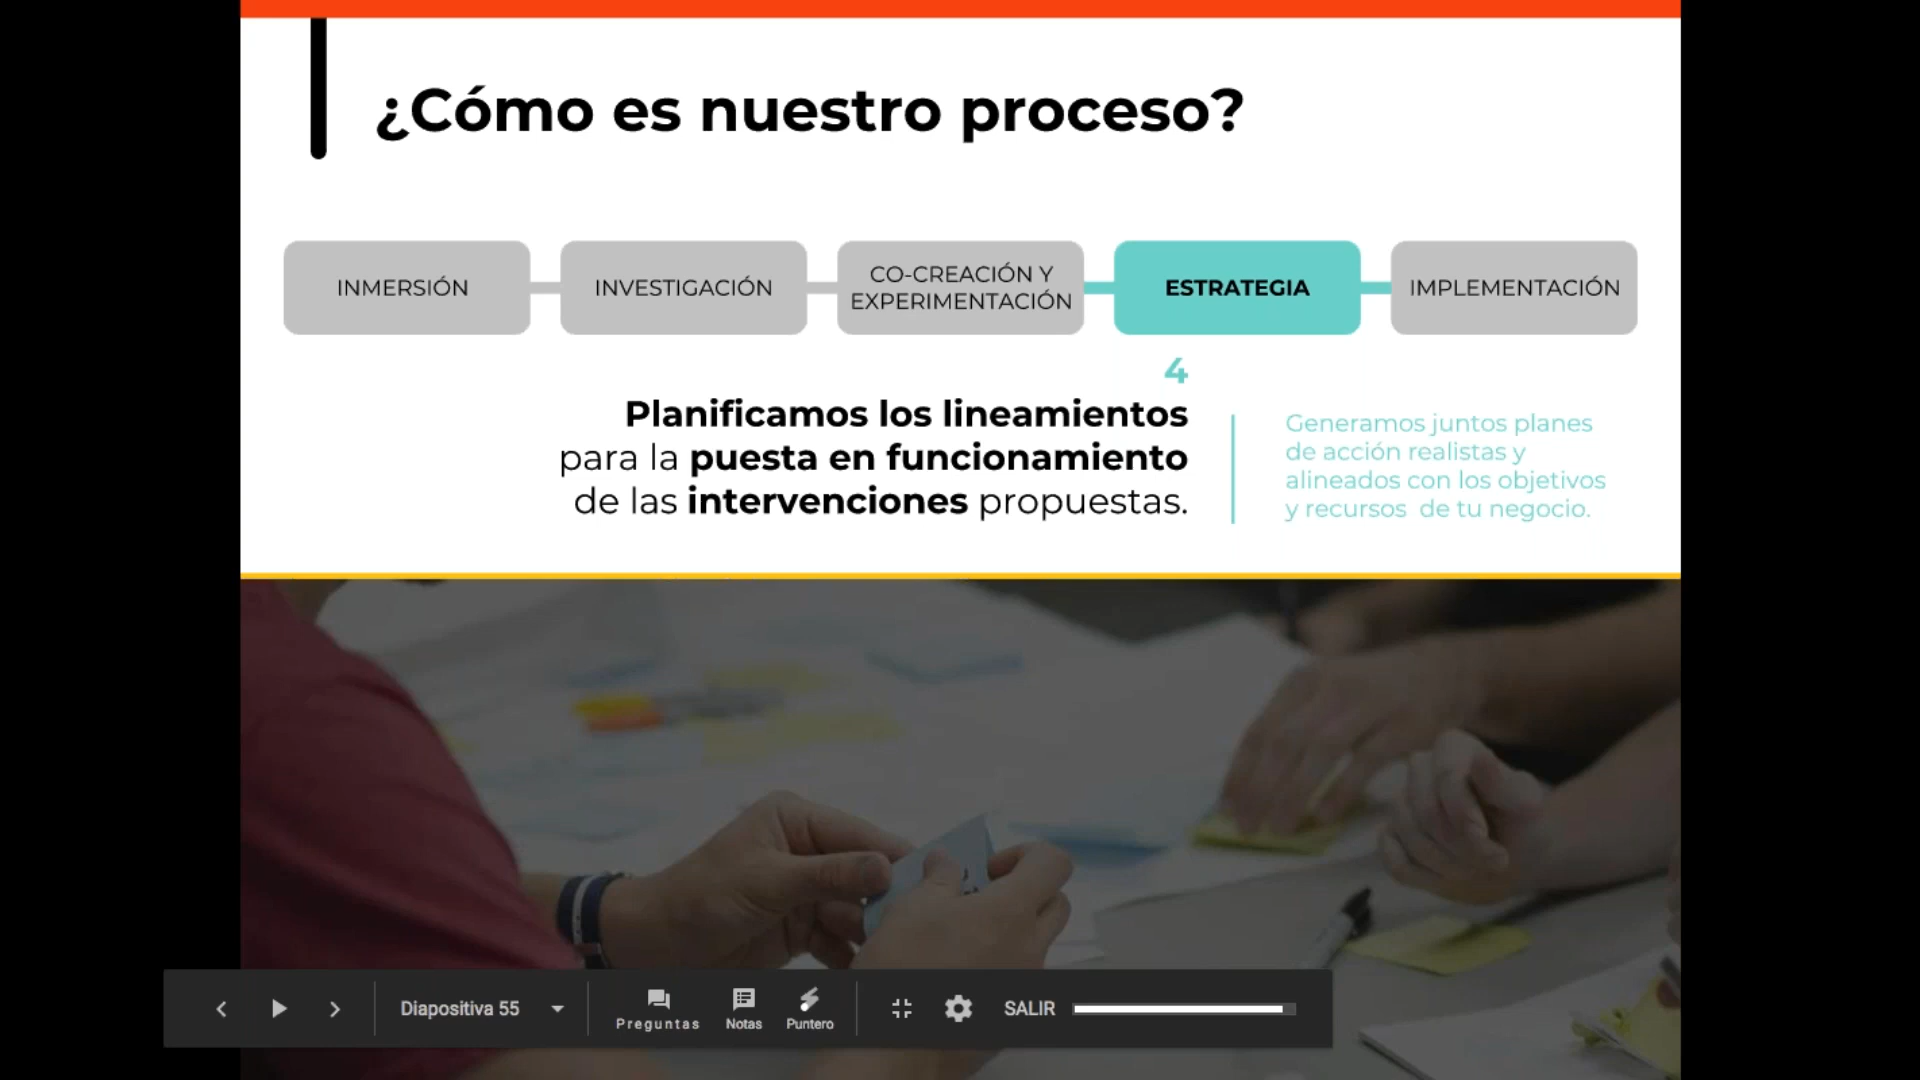 ¿Cómo es nuestro proceso?
INMERSIÓN
INVESTIGACIÓN
CO-CREACIÓN Y
EXPERIMENTACIÓN
ESTRATEGIA
IMPLEMENTACIÓN
4
Planificamos los lineamientos
para la puesta en funcionamiento
de las intervenciones propuestas.
Generamos juntos planes
de acción realistas y
alineados con los objetivos
y recursos de tu negocio.
Diapositiva 55
Preguntas
Notas
Puntero
SALIR